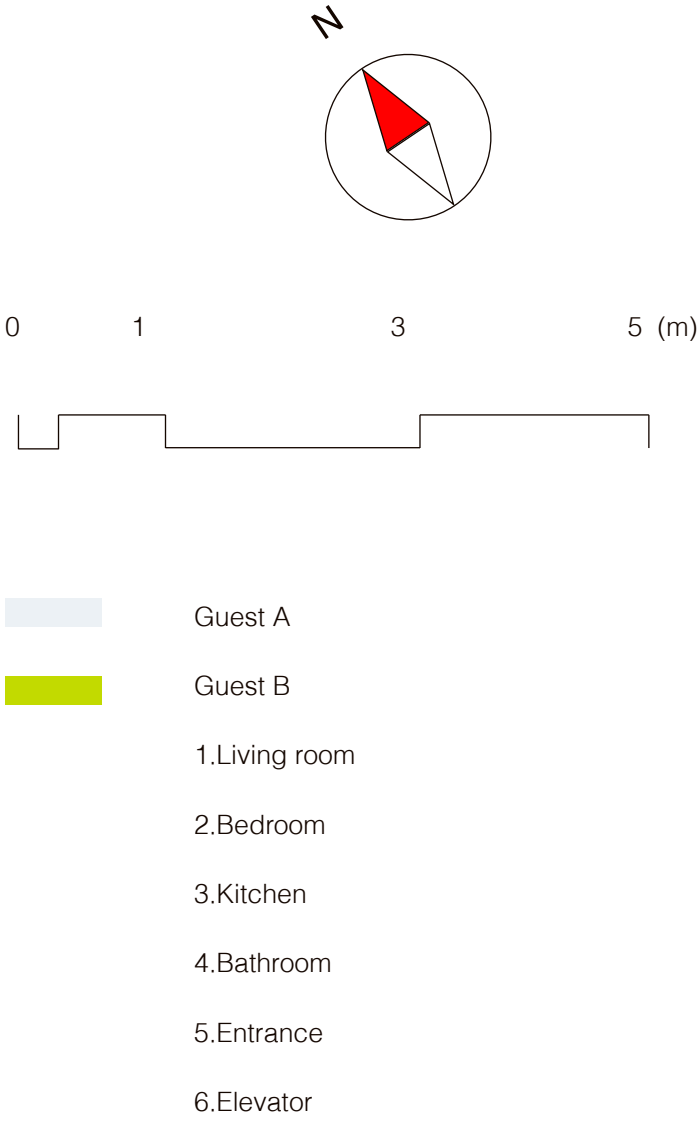 N
0 1 3 5 (m)
Guest A
Guest B
1.Living room
2.Bedroom
3.Kitchen
4.Bathroom
5.Entrance
6.Elevator